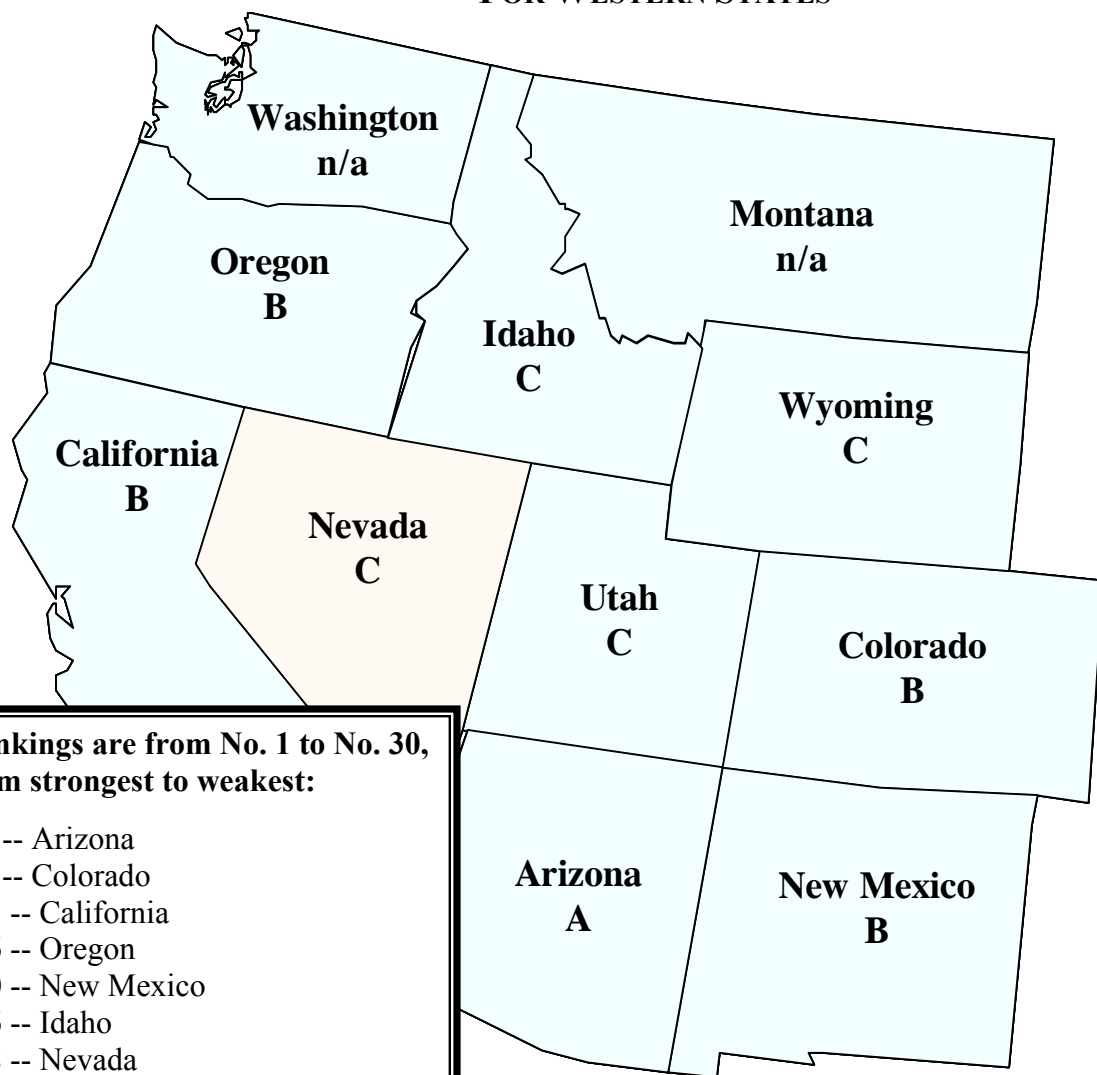 FOR WESTERN STATES
Washington
n/a
Montana
n/a
Oregon
B
Idaho
C
Wyoming
C
California
B
Nevada
C
Utah
C
Colorado
B
Arizona
A
New Mexico
B
nkings are from No. 1 to No. 30,
m strongest to weakest:
-- Arizona
-- Colorado
-- California
-- Oregon
-- New Mexico
-- Idaho
-- Nevada